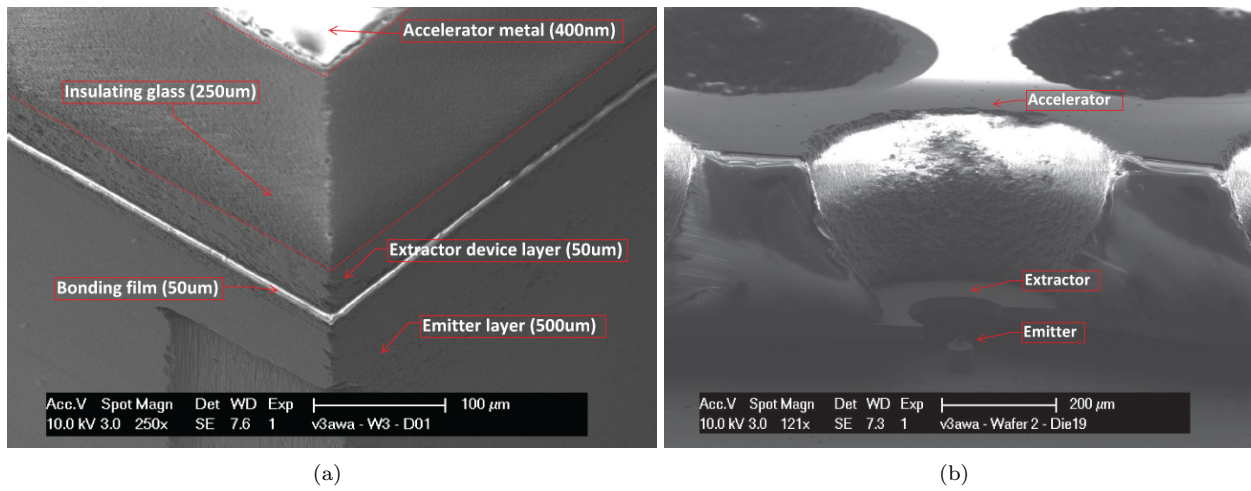 Accelerator metal (400nm)
Insulating glass (250um)
Extractor device layer (50um)
Bonding film (50um)
Emitter layer (500um)
Acc.V Spot Magn Det WD Exp 100 µm
10.0 kV 3.0 250x SE 7.6 1 v3awa - W3 - D01
(a)
Accelerator
Extractor
Emitter
Acc.V Spot Magn Det WD Exp 200 µm
10.0 kV 3.0 121x SE 7.3 1 v3awa - Wafer 2 - Die19
(b)